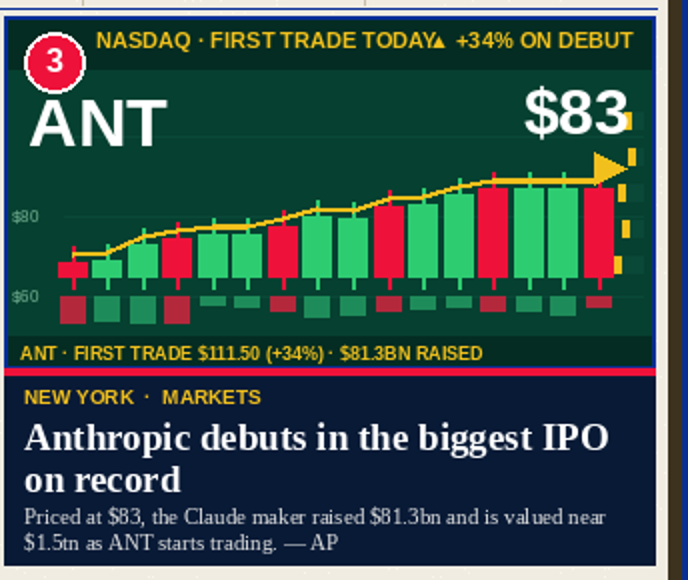 3
NASDAQ · FIRST TRADE TODAY▲ +34% ON DEBUT
ANT
$83
$80
$60
ANT · FIRST TRADE $111.50 (+34%) · $81.3BN RAISED
NEW YORK · MARKETS
Anthropic debuts in the biggest IPO
on record
Priced at $83, the Claude maker raised $81.3bn and is valued near
$1.5tn as ANT starts trading. — AP